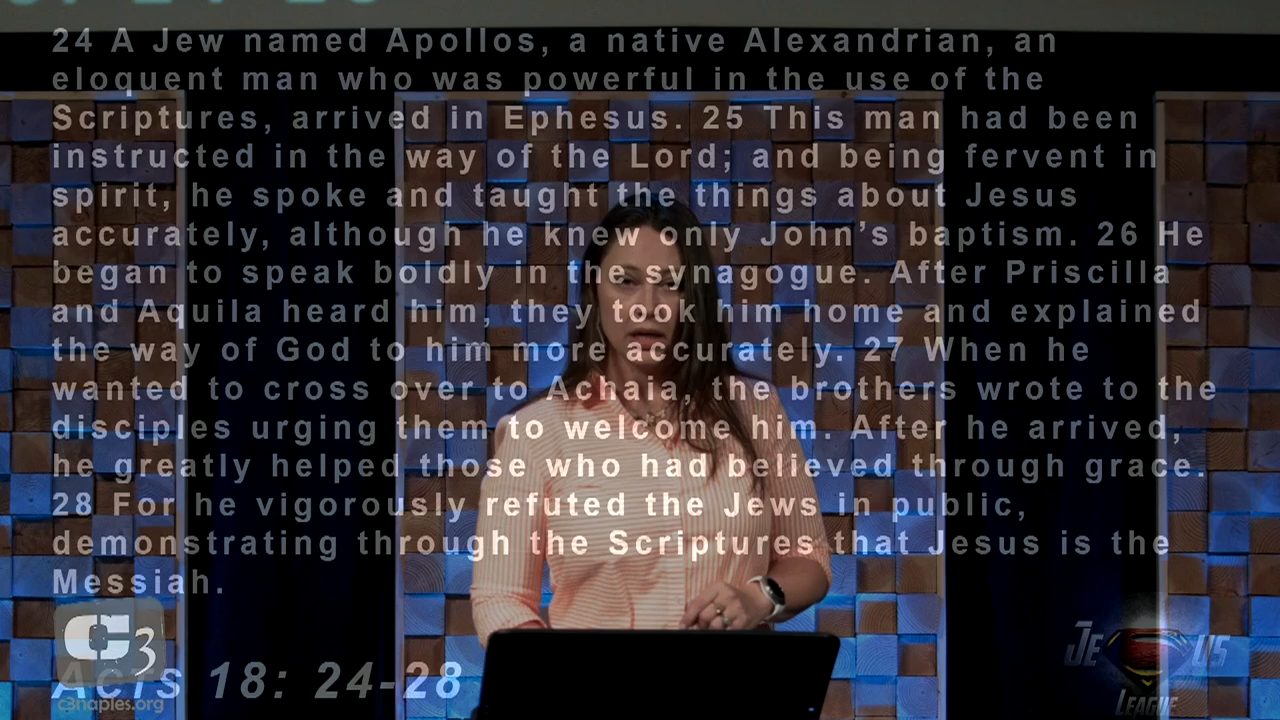 24 A Jew named Apollos, a native Alexandrian, an
eloquent man who was powerful in the use of the
Scriptures, arrived in Ephesus. 25 This man had been
instructed in the way of the Lord; and being fervent in
spirit, he spoke and taught the things about Jesus
accurately, although he knew only John’s baptism. 26 He
began to speak boldly in the synagogue. After Priscilla
and Aquila heard him, they took him home and explained
the way of God to him more accurately. 27 When he
wanted to cross over to Achaia, the brothers wrote to the
disciples urging them to welcome him. After he arrived,
he greatly helped those who had believed through grace.
28 For he vigorously refuted the Jews in public,
demonstrating through the Scriptures that Jesus is the
Messiah.
C3
Acts 18: 24-28
c3naples.org
JESUS
LEAGUE